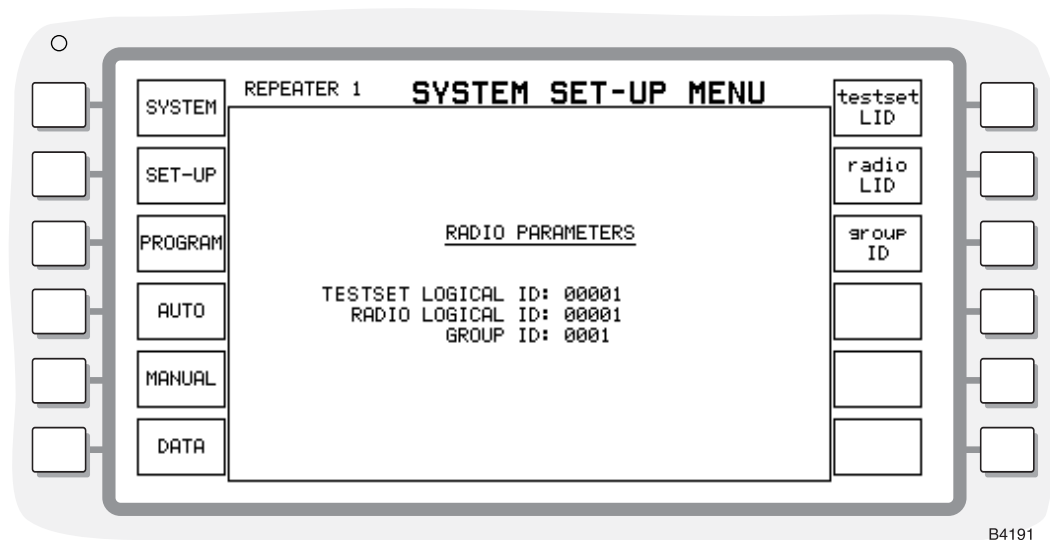 REPEATER 1
SYSTEM SET-UP MENU
SYSTEM
SET-UP
PROGRAM
AUTO
MANUAL
DATA
RADIO PARAMETERS
TESTSET LOGICAL ID: 00001
RADIO LOGICAL ID: 00001
GROUP ID: 0001
testset
LID
radio
LID
group
ID
B4191